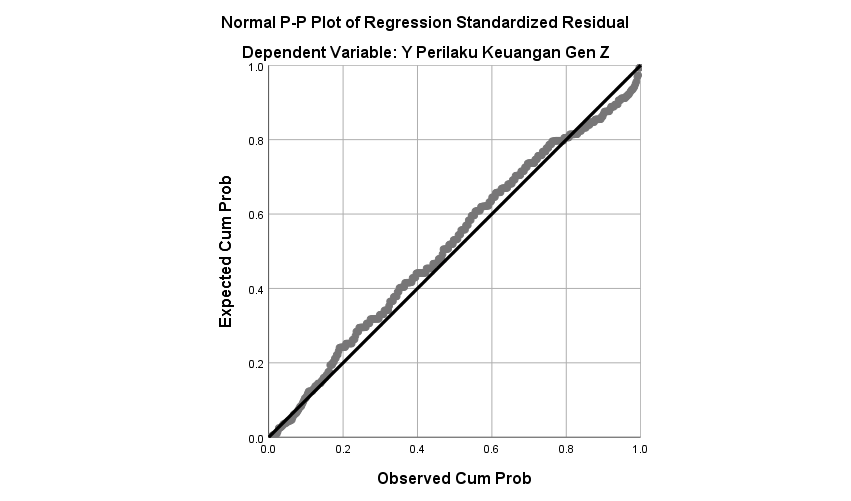 Normal P-P Plot of Regression Standardized Residual
Dependent Variable: Y Perilaku Keuangan Gen Z
1.0
0.8
0.6
0.4
0.2
0.0
Expected Cum Prob
0.0 0.2 0.4 0.6 0.8 1.0
Observed Cum Prob